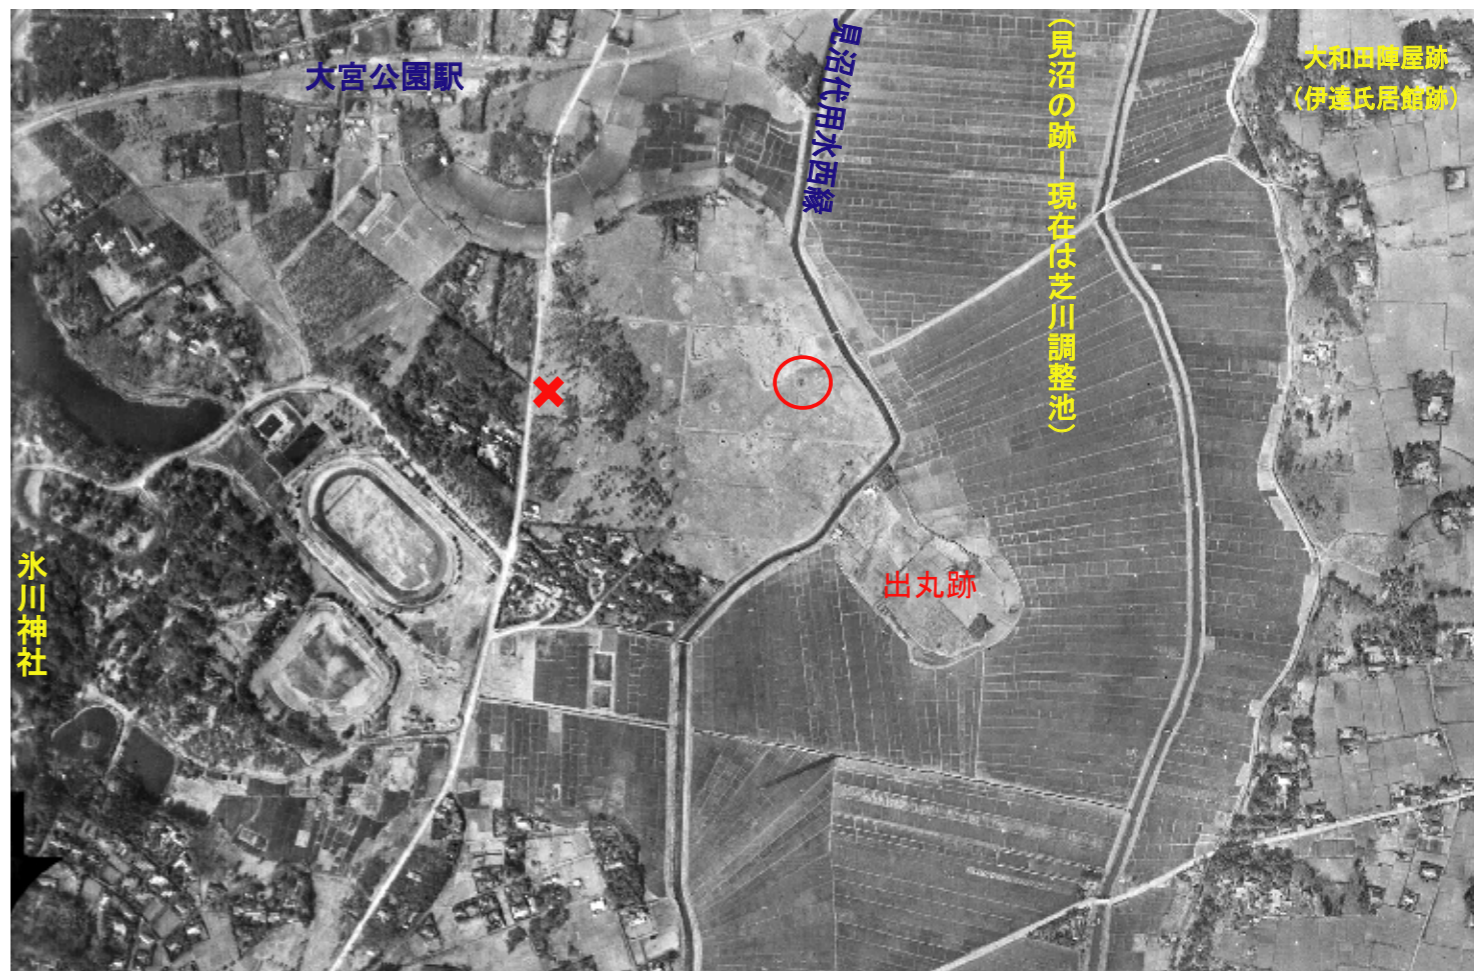 大宮公園駅
見沼代用水西縁
（見沼の跡ー現在は芝川調整池）
大和田陣屋跡
（伊達氏居館跡）
出丸跡
氷川神社